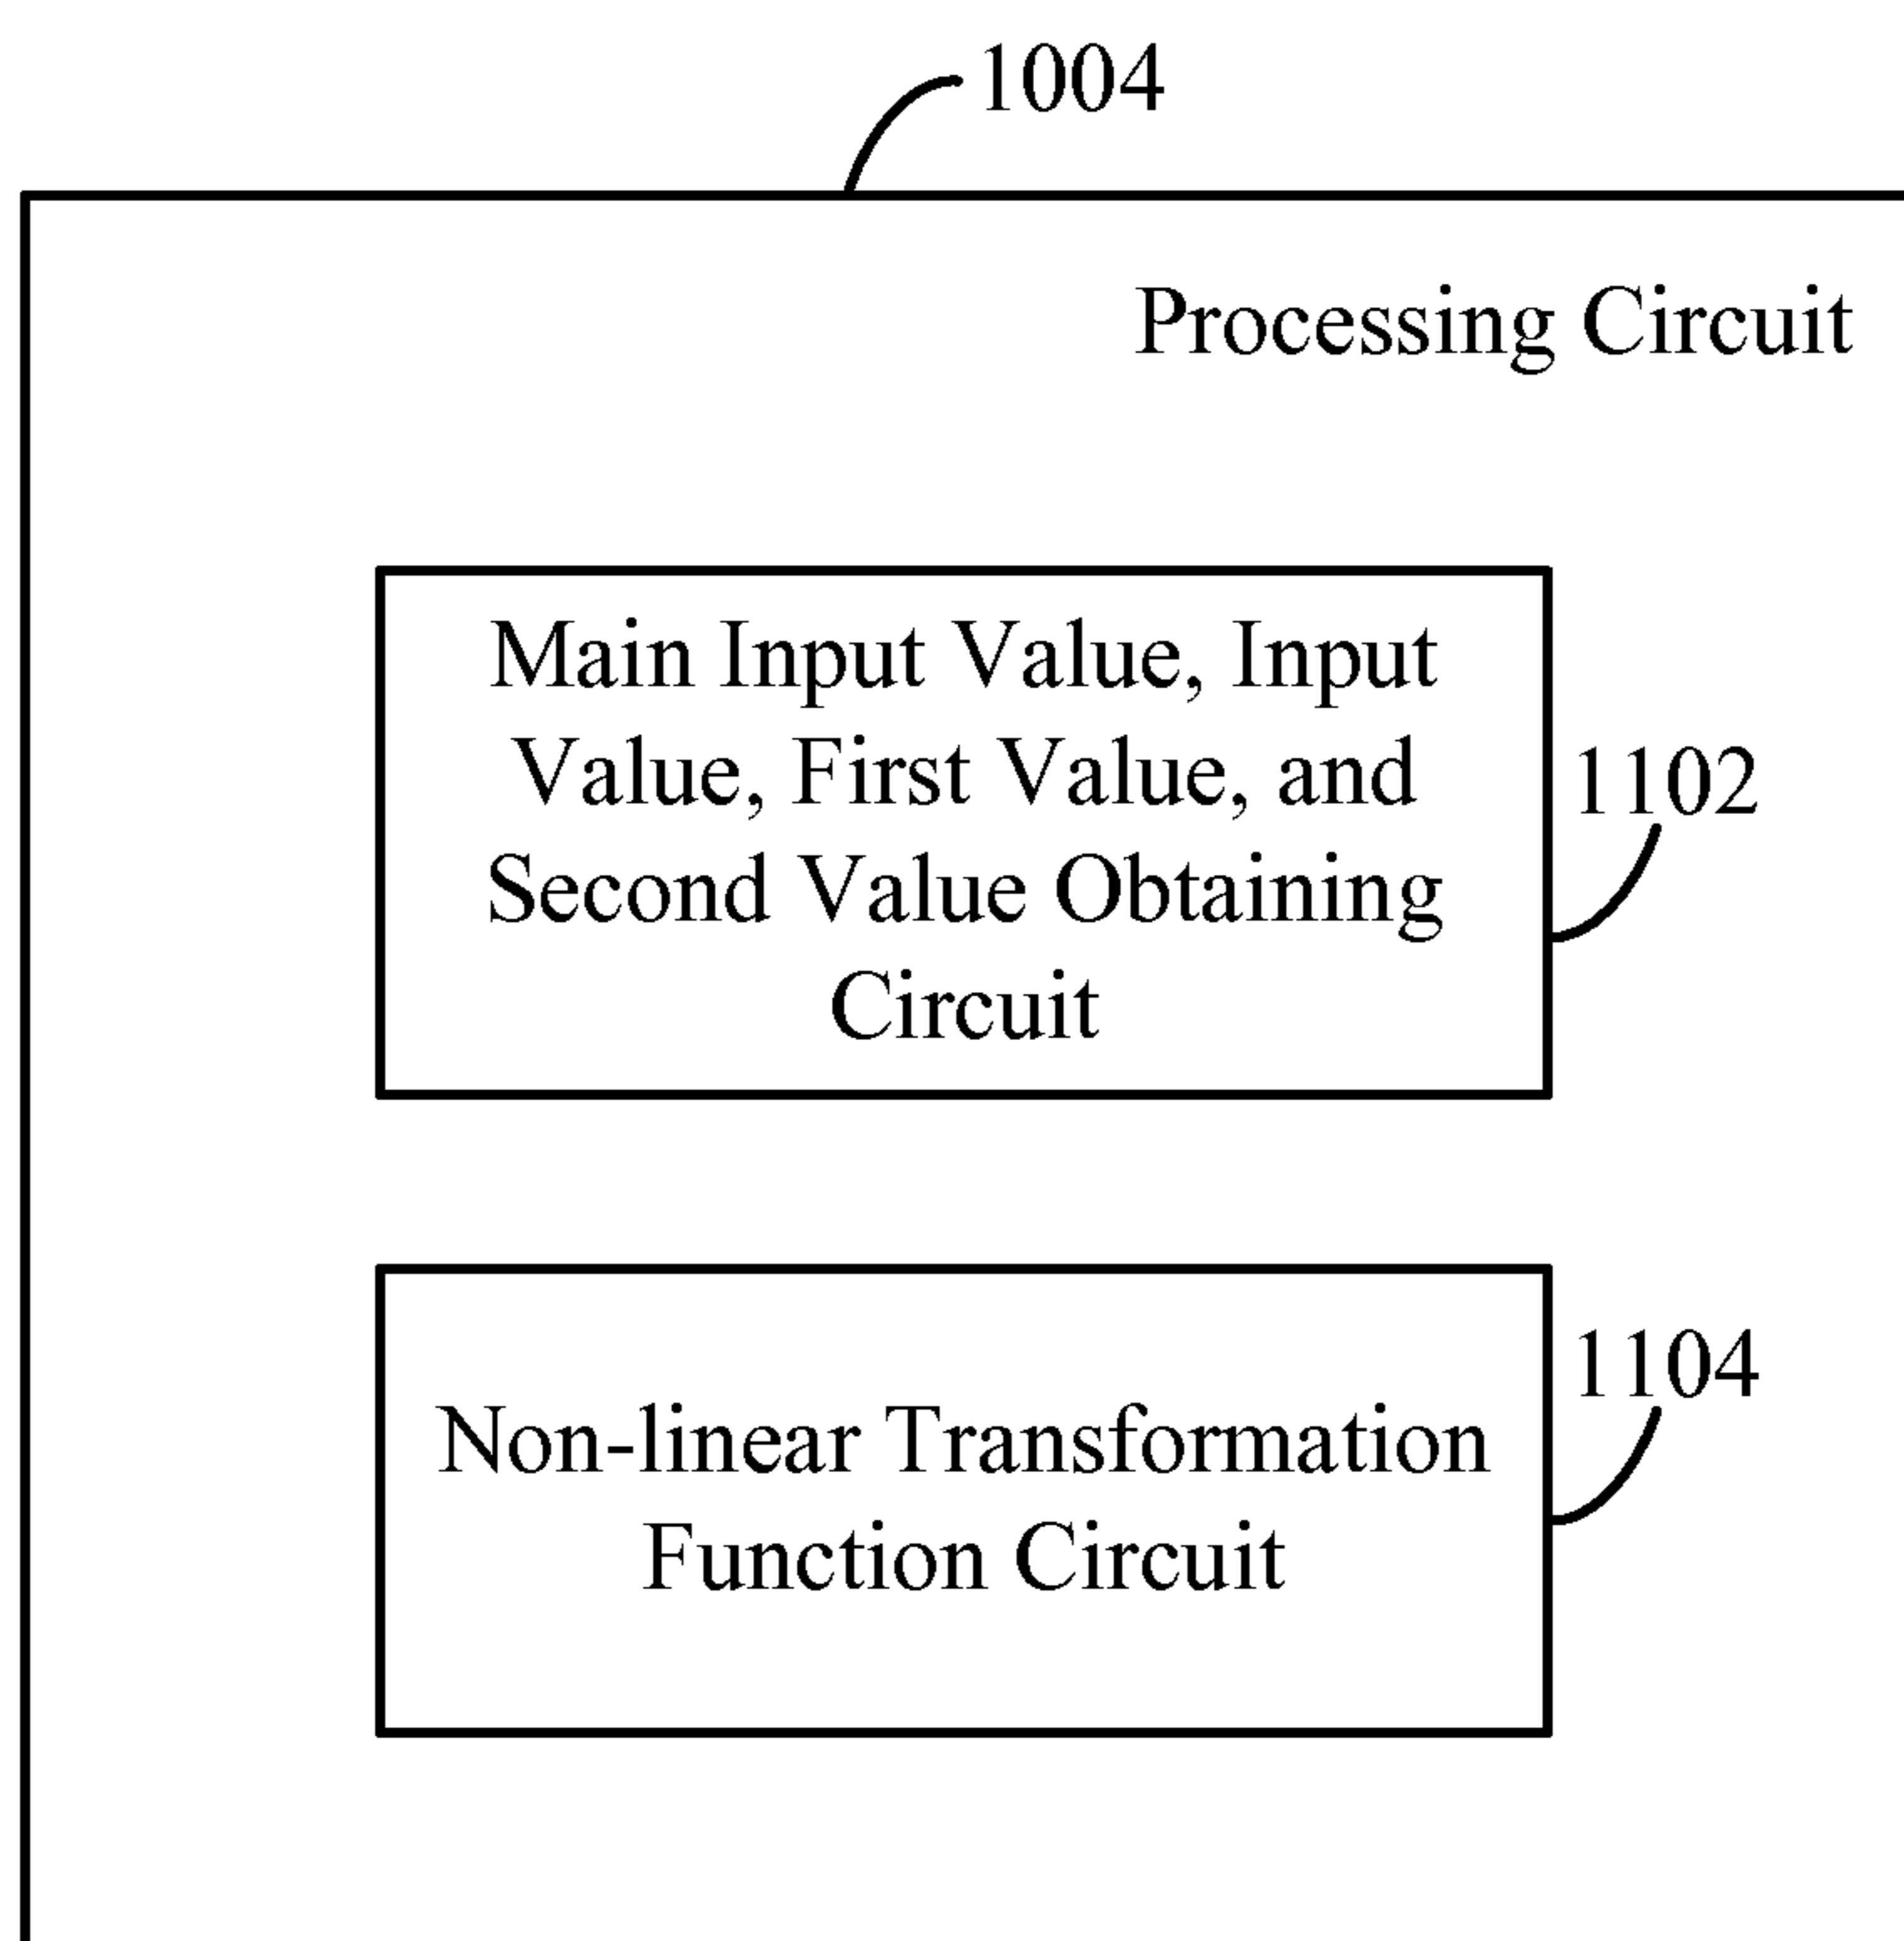 1004
Processing Circuit
Main Input Value, Input
Value, First Value, and
Second Value Obtaining
Circuit
1102
Non-linear Transformation
Function Circuit
1104